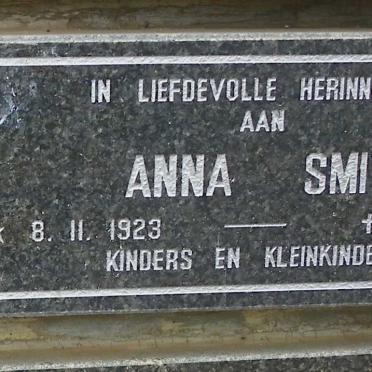 IN LIEFDEVOLLE HERINN
AAN
ANNA SMI
8. 11. 1923 —
KINDERS EN KLEINKINDE